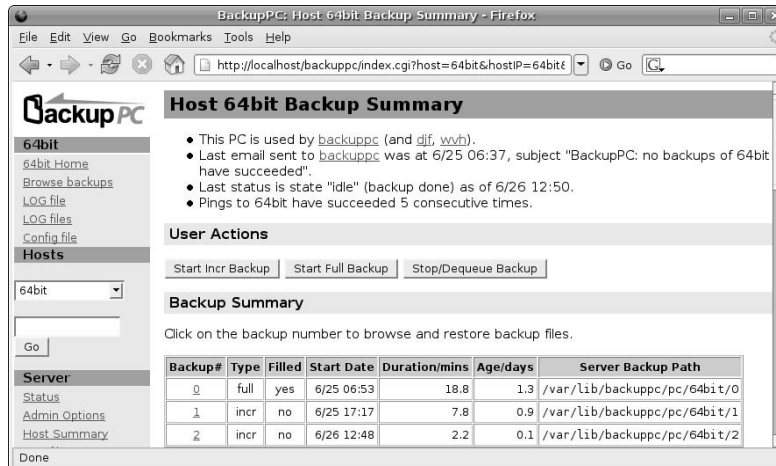 BackupPC: Host 64bit Backup Summary - Firefox
File Edit View Go Bookmarks Tools Help
http://localhost/backuppc/index.cgi?host=64bit&hostIP=64bit& Go G
BackupPC
64bit
64bit Home
Browse backups
LOG file
LOG files
Config file
Hosts
64bit
Go
Server
Status
Admin Options
Host Summary
Host 64bit Backup Summary
This PC is used by backuppc (and djf, wvh).
Last email sent to backuppc was at 6/25 06:37, subject "BackupPC: no backups of 64bit
have succeeded".
Last status is state "idle" (backup done) as of 6/26 12:50.
Pings to 64bit have succeeded 5 consecutive times.
User Actions
Start Incr Backup Start Full Backup Stop/Dequeue Backup
Backup Summary
Click on the backup number to browse and restore backup files.
Backup# Type Filled Start Date Duration/mins Age/days Server Backup Path
0 full yes 6/25 06:53 18.8 1.3 /var/lib/backuppc/pc/64bit/0
1 incr no 6/25 17:17 7.8 0.9 /var/lib/backuppc/pc/64bit/1
2 incr no 6/26 12:48 2.2 0.1 /var/lib/backuppc/pc/64bit/2
Done